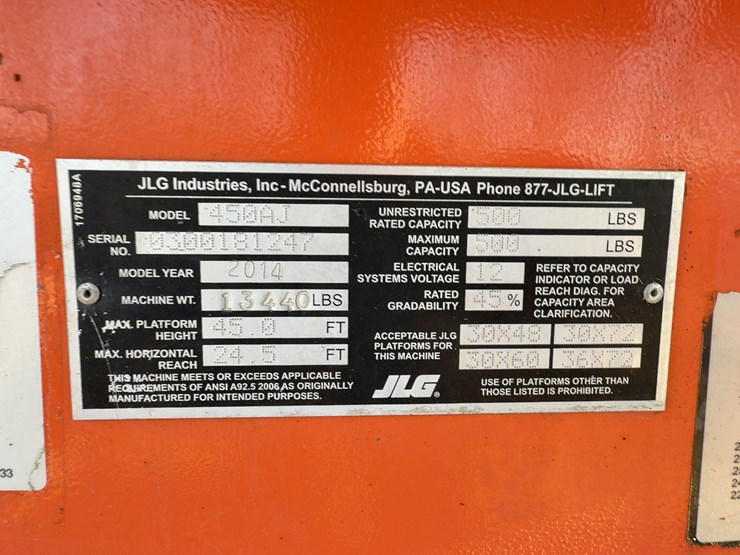 1706948A
JLG Industries, Inc - McConnellsburg, PA-USA Phone 877-JLG-LIFT
MODEL 450AJ
SERIAL NO. 0300181247
MODEL YEAR 2014
MACHINE WT. 13440 LBS
MAX. PLATFORM HEIGHT 45.0 FT
MAX. HORIZONTAL REACH 24.5 FT
THIS MACHINE MEETS OR EXCEEDS APPLICABLE
REQUIREMENTS OF ANSI A92.5 2006 AS ORIGINALLY
MANUFACTURED FOR INTENDED PURPOSES.
UNRESTRICTED RATED CAPACITY 500 LBS
MAXIMUM CAPACITY 500 LBS
ELECTRICAL SYSTEMS VOLTAGE 12
RATED GRADABILITY 45 %
REFER TO CAPACITY
INDICATOR OR LOAD
REACH DIAG. FOR
CAPACITY AREA
CLARIFICATION.
ACCEPTABLE JLG
PLATFORMS FOR
THIS MACHINE
30X48 30X72
30X60 36X72
JLG®
USE OF PLATFORMS OTHER THAN
THOSE LISTED IS PROHIBITED.
33